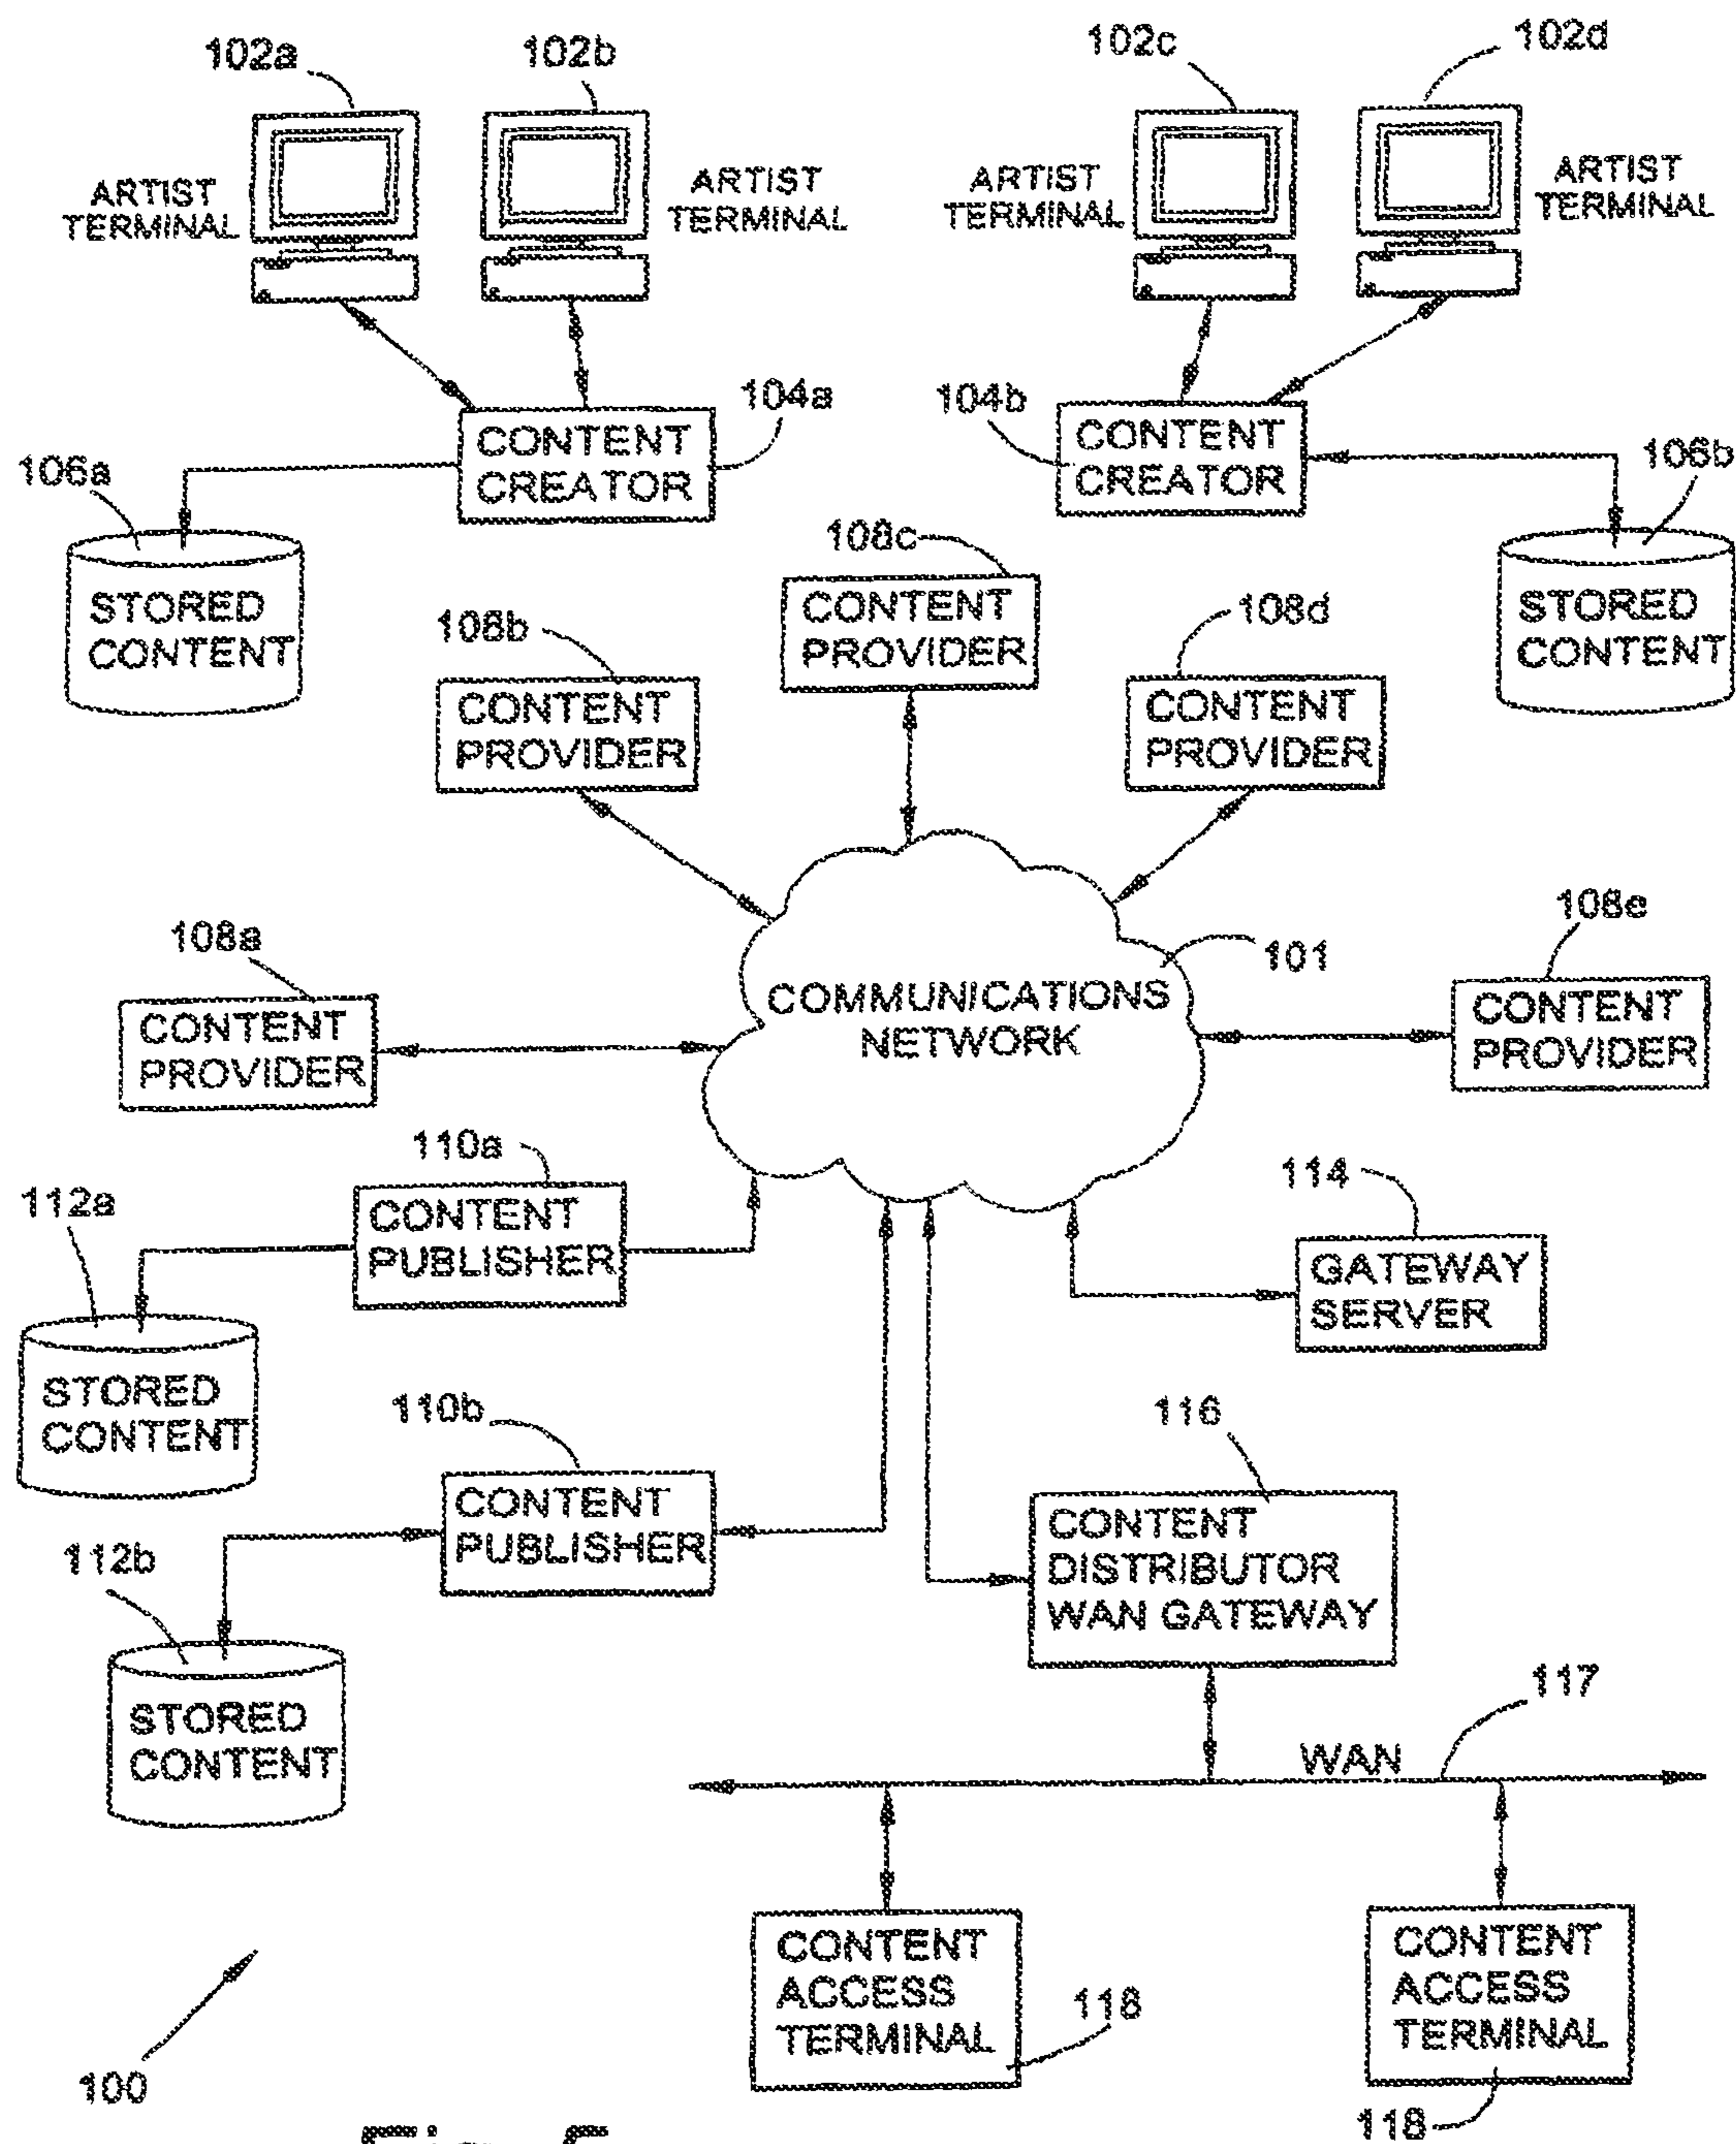 102a
102b
102c
102d
ARTIST
TERMINAL
ARTIST
TERMINAL
ARTIST
TERMINAL
ARTIST
TERMINAL
104a
104b
CONTENT
CREATOR
CONTENT
CREATOR
106a
106b
STORED
CONTENT
STORED
CONTENT
108c
CONTENT
PROVIDER
108b
CONTENT
PROVIDER
108d
CONTENT
PROVIDER
108a
CONTENT
PROVIDER
101
COMMUNICATIONS
NETWORK
108e
CONTENT
PROVIDER
110a
CONTENT
PUBLISHER
112a
STORED
CONTENT
114
GATEWAY
SERVER
110b
CONTENT
PUBLISHER
112b
STORED
CONTENT
116
CONTENT
DISTRIBUTOR
WAN GATEWAY
WAN
117
CONTENT
ACCESS
TERMINAL
118
CONTENT
ACCESS
TERMINAL
118
100
Fig. 5